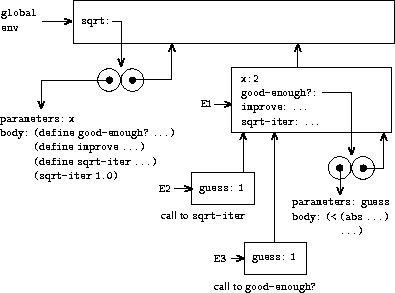 global
env
sqrt:
x:2
good-enough?:
improve: ...
sqrt-iter: ...
E1
parameters: x
body: (define good-enough? ...)
(define improve ...)
(define sqrt-iter ...)
(sqrt-iter 1.0)
E2
guess: 1
call to sqrt-iter
parameters: guess
body: (< (abs ...)
...)
E3
guess: 1
call to good-enough?